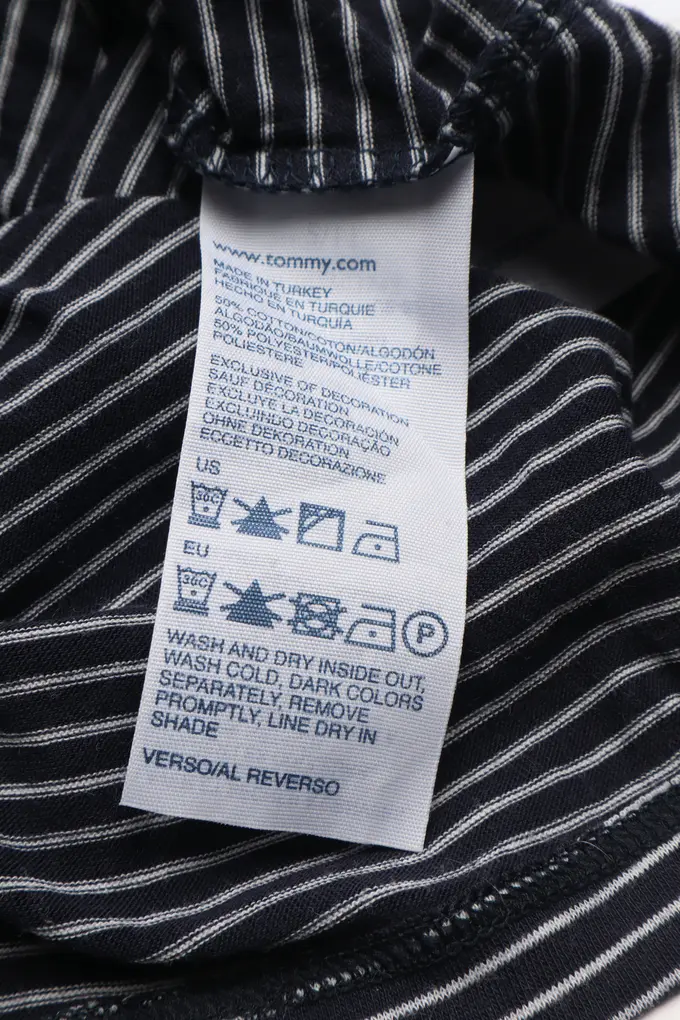 www.tommy.com
MADE IN TURKEY
FABRIQUÉ EN TURQUIE
HECHO EN TURQUÍA
50% COTTON/COTON/ALGODÓN
ALGODÃO/BAUMWOLLE/COTONE
50% POLYESTER/POLIÉSTER
POLIESTERE
EXCLUSIVE OF DECORATION
SAUF DÉCORATION
EXCLUYE LA DECORACIÓN
EXCLUINDO DECORAÇÃO
OHNE DEKORATION
ECCETTO DECORAZIONE
US
30C
EU
30C
P
WASH AND DRY INSIDE OUT,
WASH COLD, DARK COLORS
SEPARATELY, REMOVE
PROMPTLY, LINE DRY IN
SHADE
VERSO/AL REVERSO